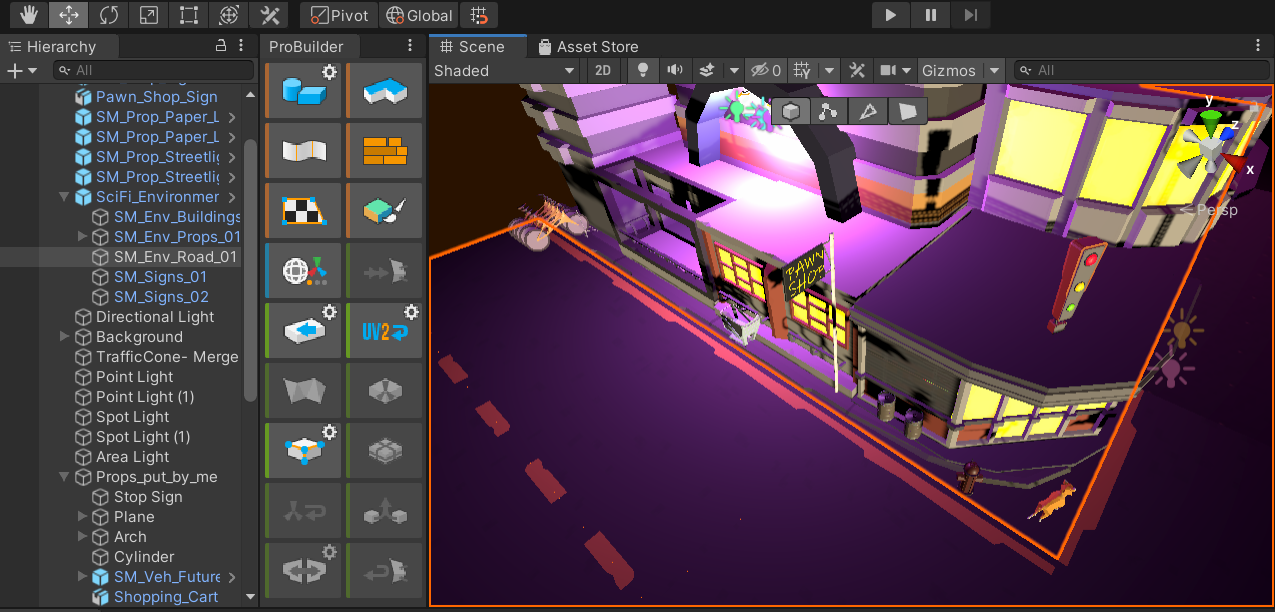 Pivot
Global
Hierarchy
All
Pawn_Shop_Sign
SM_Prop_Paper_L
SM_Prop_Paper_L
SM_Prop_Streetlig
SM_Prop_Streetlig
SciFi_Environmer
SM_Env_Buildings
SM_Env_Props_01
SM_Env_Road_01
SM_Signs_01
SM_Signs_02
Directional Light
Background
TrafficCone- Merge
Point Light
Point Light (1)
Spot Light
Spot Light (1)
Area Light
Props_put_by_me
Stop Sign
Plane
Arch
Cylinder
SM_Veh_Future
Shopping_Cart
ProBuilder
UV2
Scene
Asset Store
Shaded
2D
0
Gizmos
All
y
z
x
Persp
PAWN
SHOP